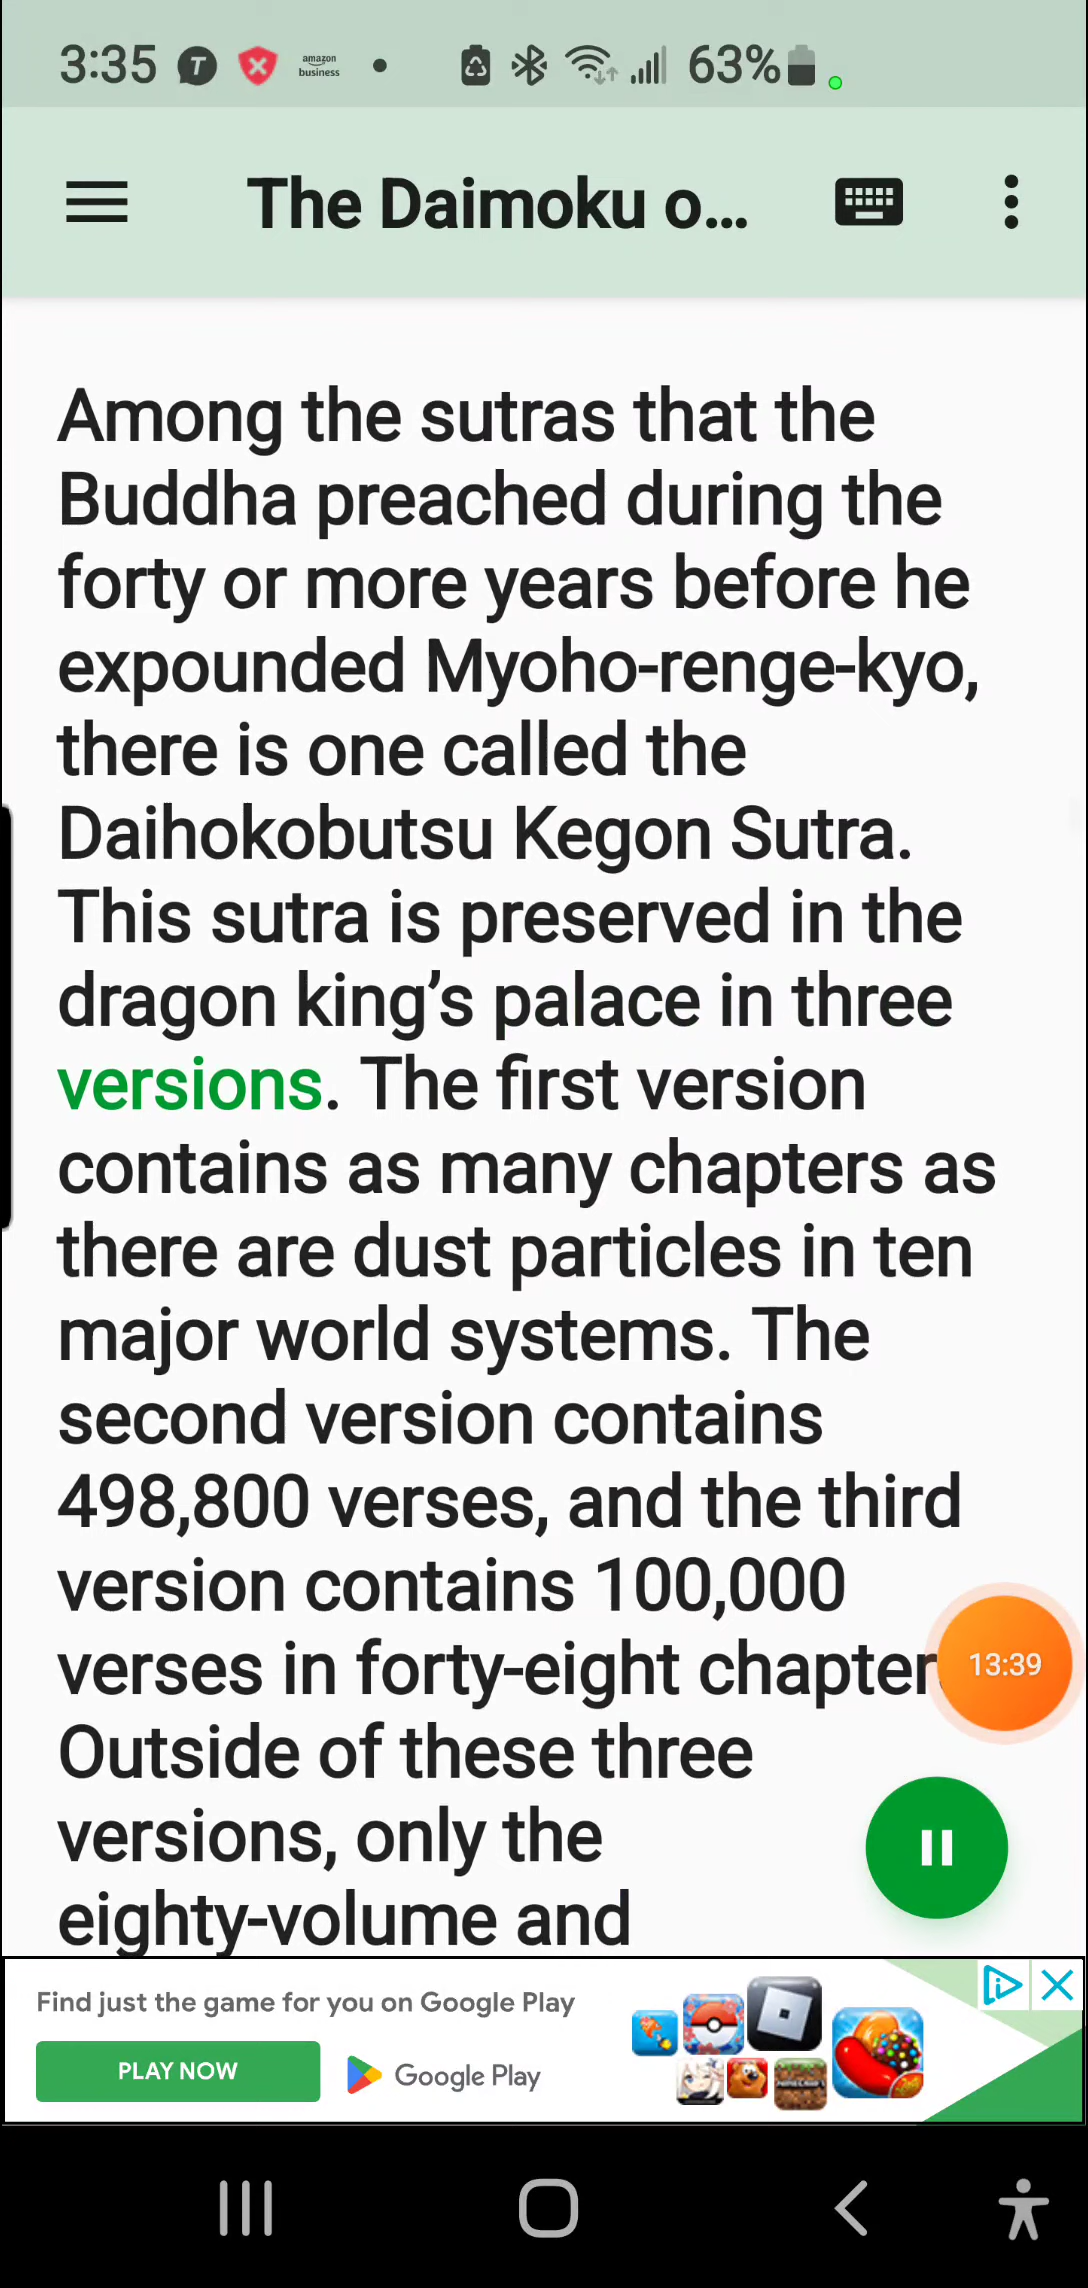 3:35 T amazon business 63%
The Daimoku o...
Among the sutras that the
Buddha preached during the
forty or more years before he
expounded Myoho-renge-kyo,
there is one called the
Daihokobutsu Kegon Sutra.
This sutra is preserved in the
dragon king’s palace in three
versions. The first version
contains as many chapters as
there are dust particles in ten
major world systems. The
second version contains
498,800 verses, and the third
version contains 100,000
verses in forty-eight chapter
13:39
Outside of these three
versions, only the
eighty-volume and
Find just the game for you on Google Play
PLAY NOW
Google Play